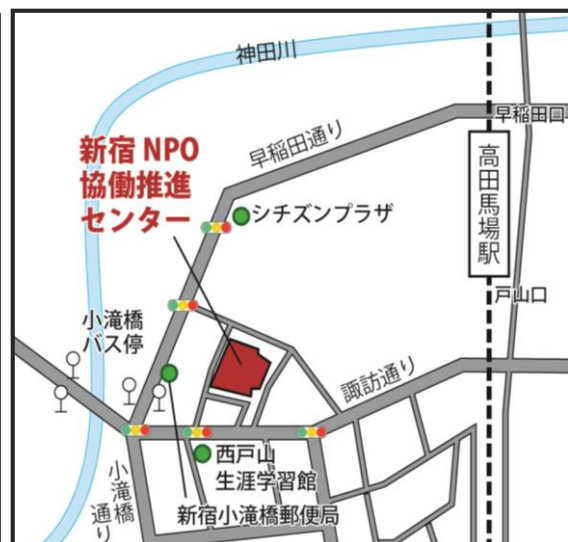 神田川
早稲田通り
早稲田口
新宿 NPO
協働推進
センター
シチズンプラザ
高田馬場駅
戸山口
小滝橋
バス停
諏訪通り
小滝橋
通り
西戸山
生涯学習館
新宿小滝橋郵便局